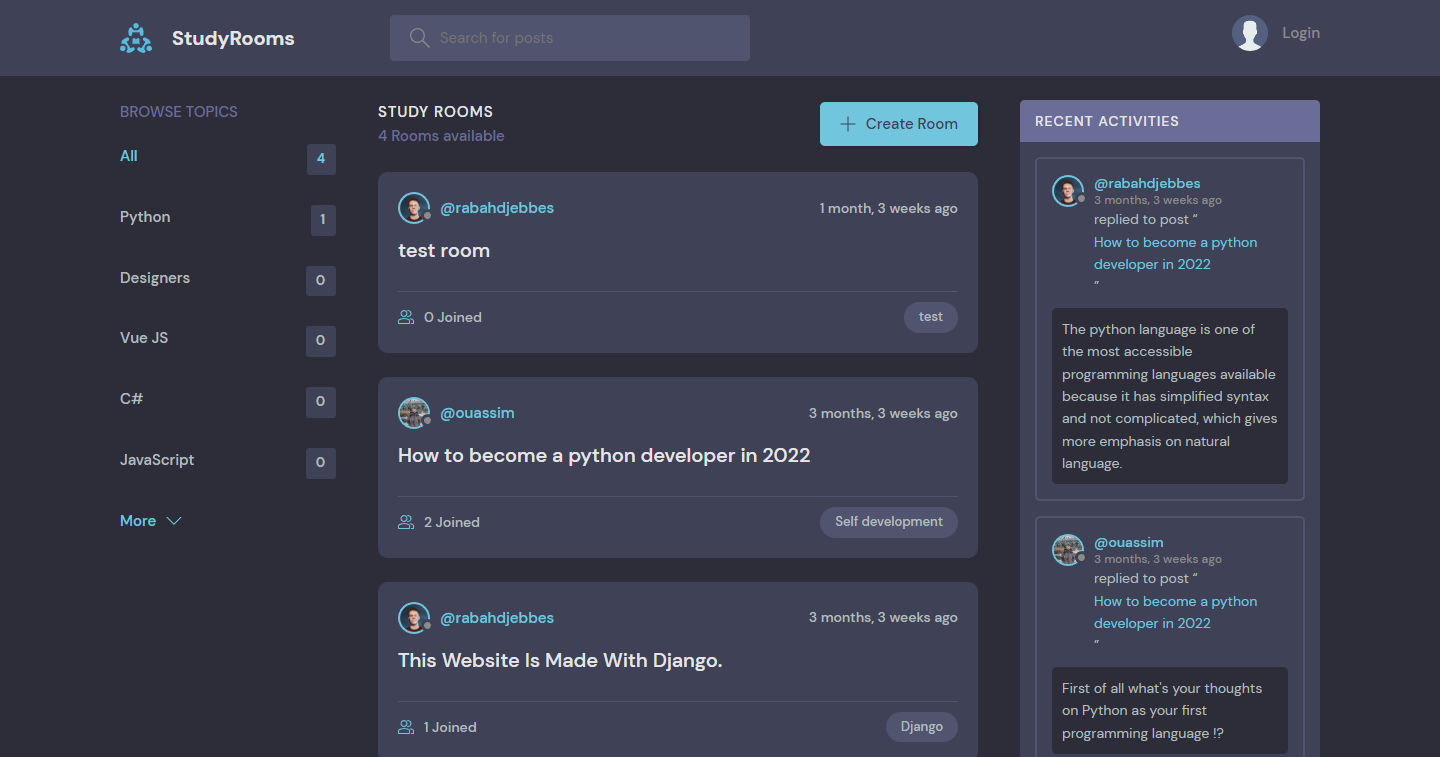 StudyRooms
Search for posts
Login
BROWSE TOPICS
All
4
Python
1
Designers
0
Vue JS
0
C#
0
JavaScript
0
More
STUDY ROOMS
4 Rooms available
Create Room
@rabahdjebbes
1 month, 3 weeks ago
test room
0 Joined
test
@ouassim
3 months, 3 weeks ago
How to become a python developer in 2022
2 Joined
Self development
@rabahdjebbes
3 months, 3 weeks ago
This Website Is Made With Django.
1 Joined
Django
RECENT ACTIVITIES
@rabahdjebbes
3 months, 3 weeks ago
replied to post “
How to become a python
developer in 2022
”
The python language is one of
the most accessible
programming languages available
because it has simplified syntax
and not complicated, which gives
more emphasis on natural
language.
@ouassim
3 months, 3 weeks ago
replied to post “
How to become a python
developer in 2022
”
First of all what's your thoughts
on Python as your first
programming language !?